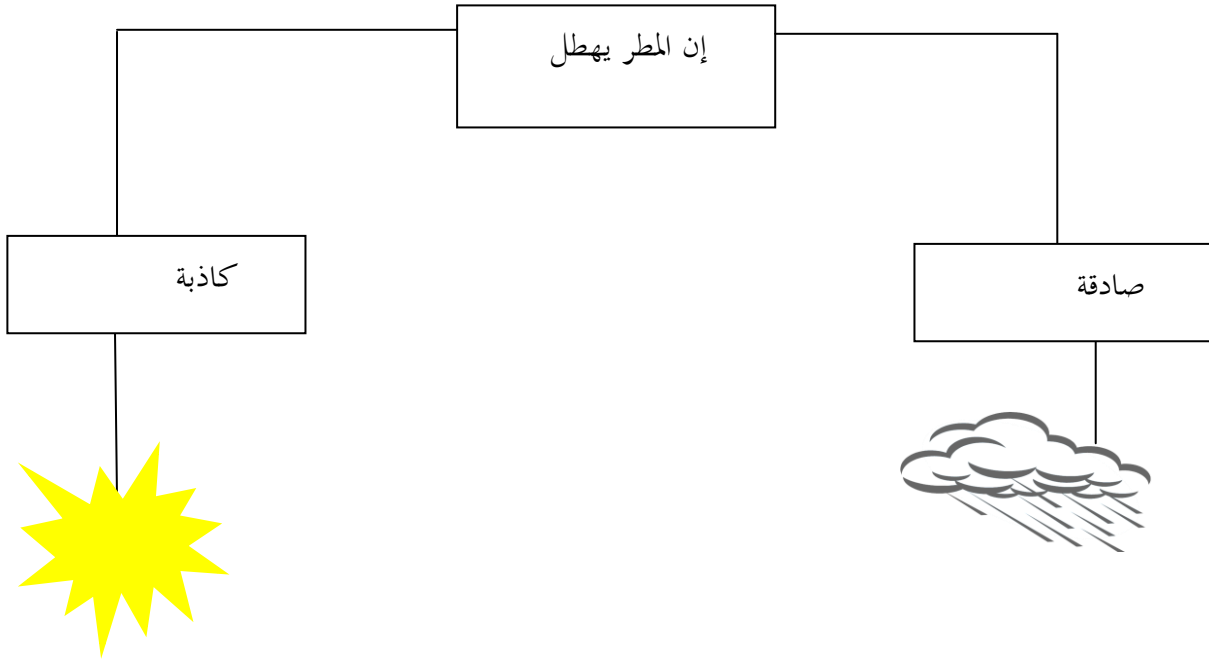 إن المطر يهطل
صادقة
كاذبة